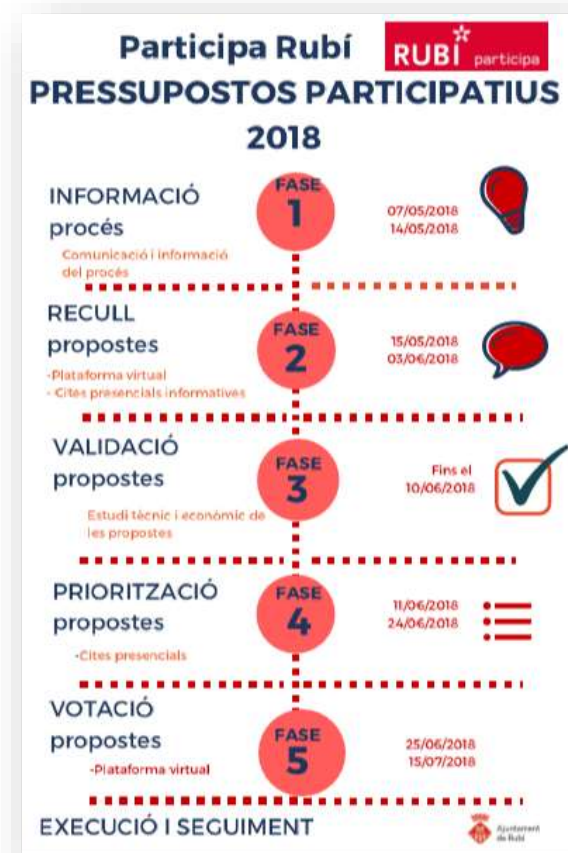 Participa Rubí
RUBÍ participa
PRESSUPOSTOS PARTICIPATIUS
2018
INFORMACIÓ
procés
Comunicació i informació
del procés
FASE
1
07/05/2018
14/05/2018
RECULL
propostes
-Plataforma virtual
- Cites presencials informatives
FASE
2
15/05/2018
03/06/2018
VALIDACIÓ
propostes
Estudi tècnic i econòmic de
les propostes
FASE
3
Fins el
10/06/2018
PRIORITZACIÓ
propostes
-Cites presencials
FASE
4
11/06/2018
24/06/2018
VOTACIÓ
propostes
-Plataforma virtual
FASE
5
25/06/2018
15/07/2018
EXECUCIÓ I SEGUIMENT
Ajuntament
de Rubí